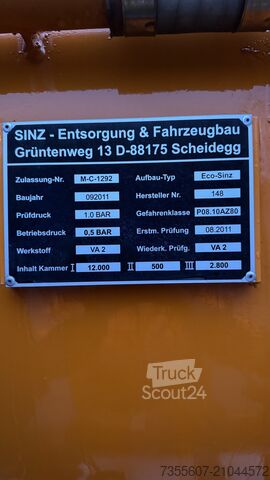 SINZ - Entsorgung & Fahrzeugbau
Grüntenweg 13 D-88175 Scheidegg
Zulassung-Nr. M-C-1292 Aufbau-Typ Eco-Sinz
Baujahr 092011 Hersteller Nr. 148
Prüfdruck 1.0 BAR Gefahrenklasse P08.10AZ80
Betriebsdruck 0,5 BAR Erstm. Prüfung 08.2011
Werkstoff VA 2 Wiederk. Prüfg. VA 2
Inhalt Kammer I 12.000 II 500 III 2.800
Truck
Scout24
7355607-21044572